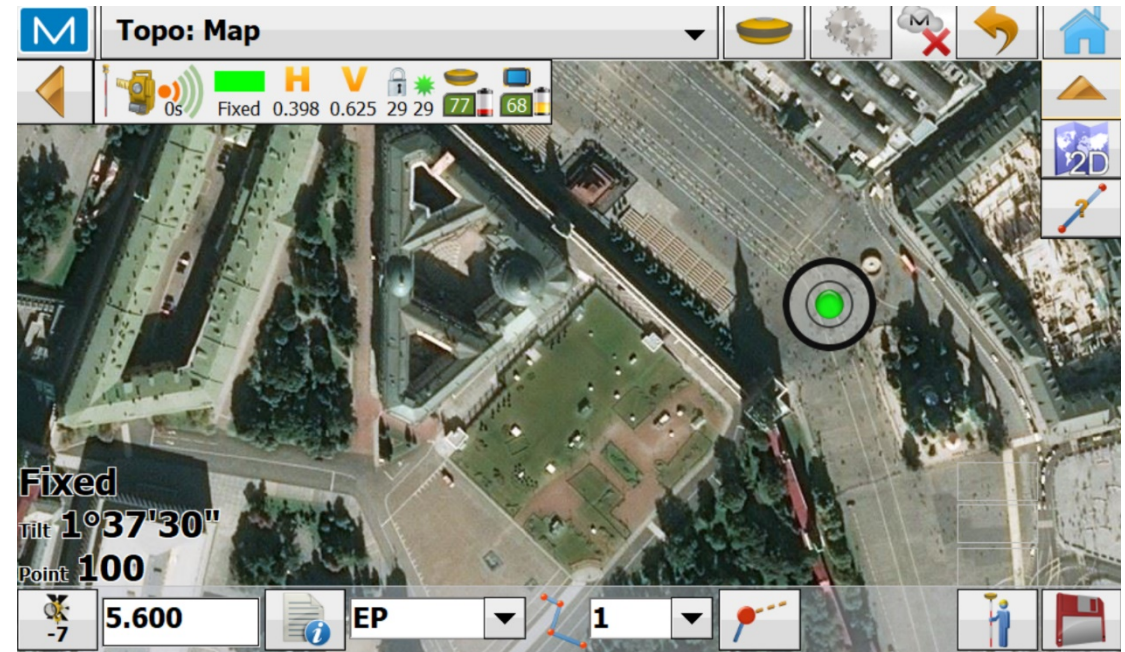 M Topo: Map
M
0s Fixed H 0.398 V 0.625 29 29 77 68
2D
?
Fixed
Tilt 1°37'30"
Point 100
-7 5.600 i EP 1